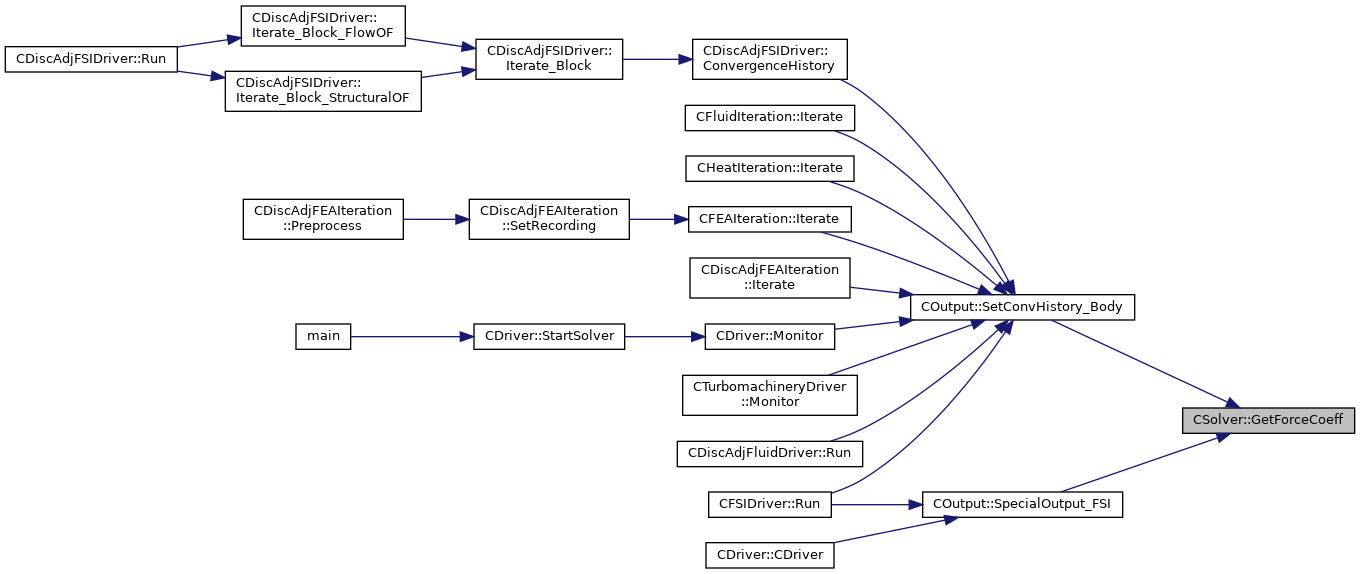 CDiscAdjFSIDriver::Run
CDiscAdjFSIDriver::
Iterate_Block_FlowOF
CDiscAdjFSIDriver::
Iterate_Block_StructuralOF
CDiscAdjFSIDriver::
Iterate_Block
CDiscAdjFSIDriver::
ConvergenceHistory
CFluidIteration::Iterate
CHeatIteration::Iterate
CDiscAdjFEAIteration
::Preprocess
CDiscAdjFEAIteration
::SetRecording
CFEAIteration::Iterate
CDiscAdjFEAIteration
::Iterate
COutput::SetConvHistory_Body
main
CDriver::StartSolver
CDriver::Monitor
CTurbomachineryDriver
::Monitor
CSolver::GetForceCoeff
CDiscAdjFluidDriver::Run
CFSIDriver::Run
COutput::SpecialOutput_FSI
CDriver::CDriver